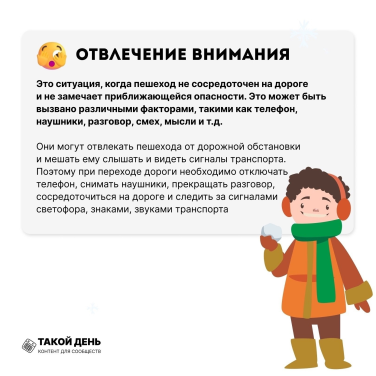 ОТВЛЕЧЕНИЕ ВНИМАНИЯ
Это ситуация, когда пешеход не сосредоточен на дороге
и не замечает приближающейся опасности. Это может быть
вызвано различными факторами, такими как телефон,
наушники, разговор, смех, мысли и т.д.
Они могут отвлекать пешехода от дорожной обстановки
и мешать ему слышать и видеть сигналы транспорта.
Поэтому при переходе дороги необходимо отключать
телефон, снимать наушники, прекращать разговор,
сосредоточиться на дороге и следить за сигналами
светофора, знаками, звуками транспорта
ТАКОЙ ДЕНЬ
КОНТЕНТ ДЛЯ СООБЩЕСТВ